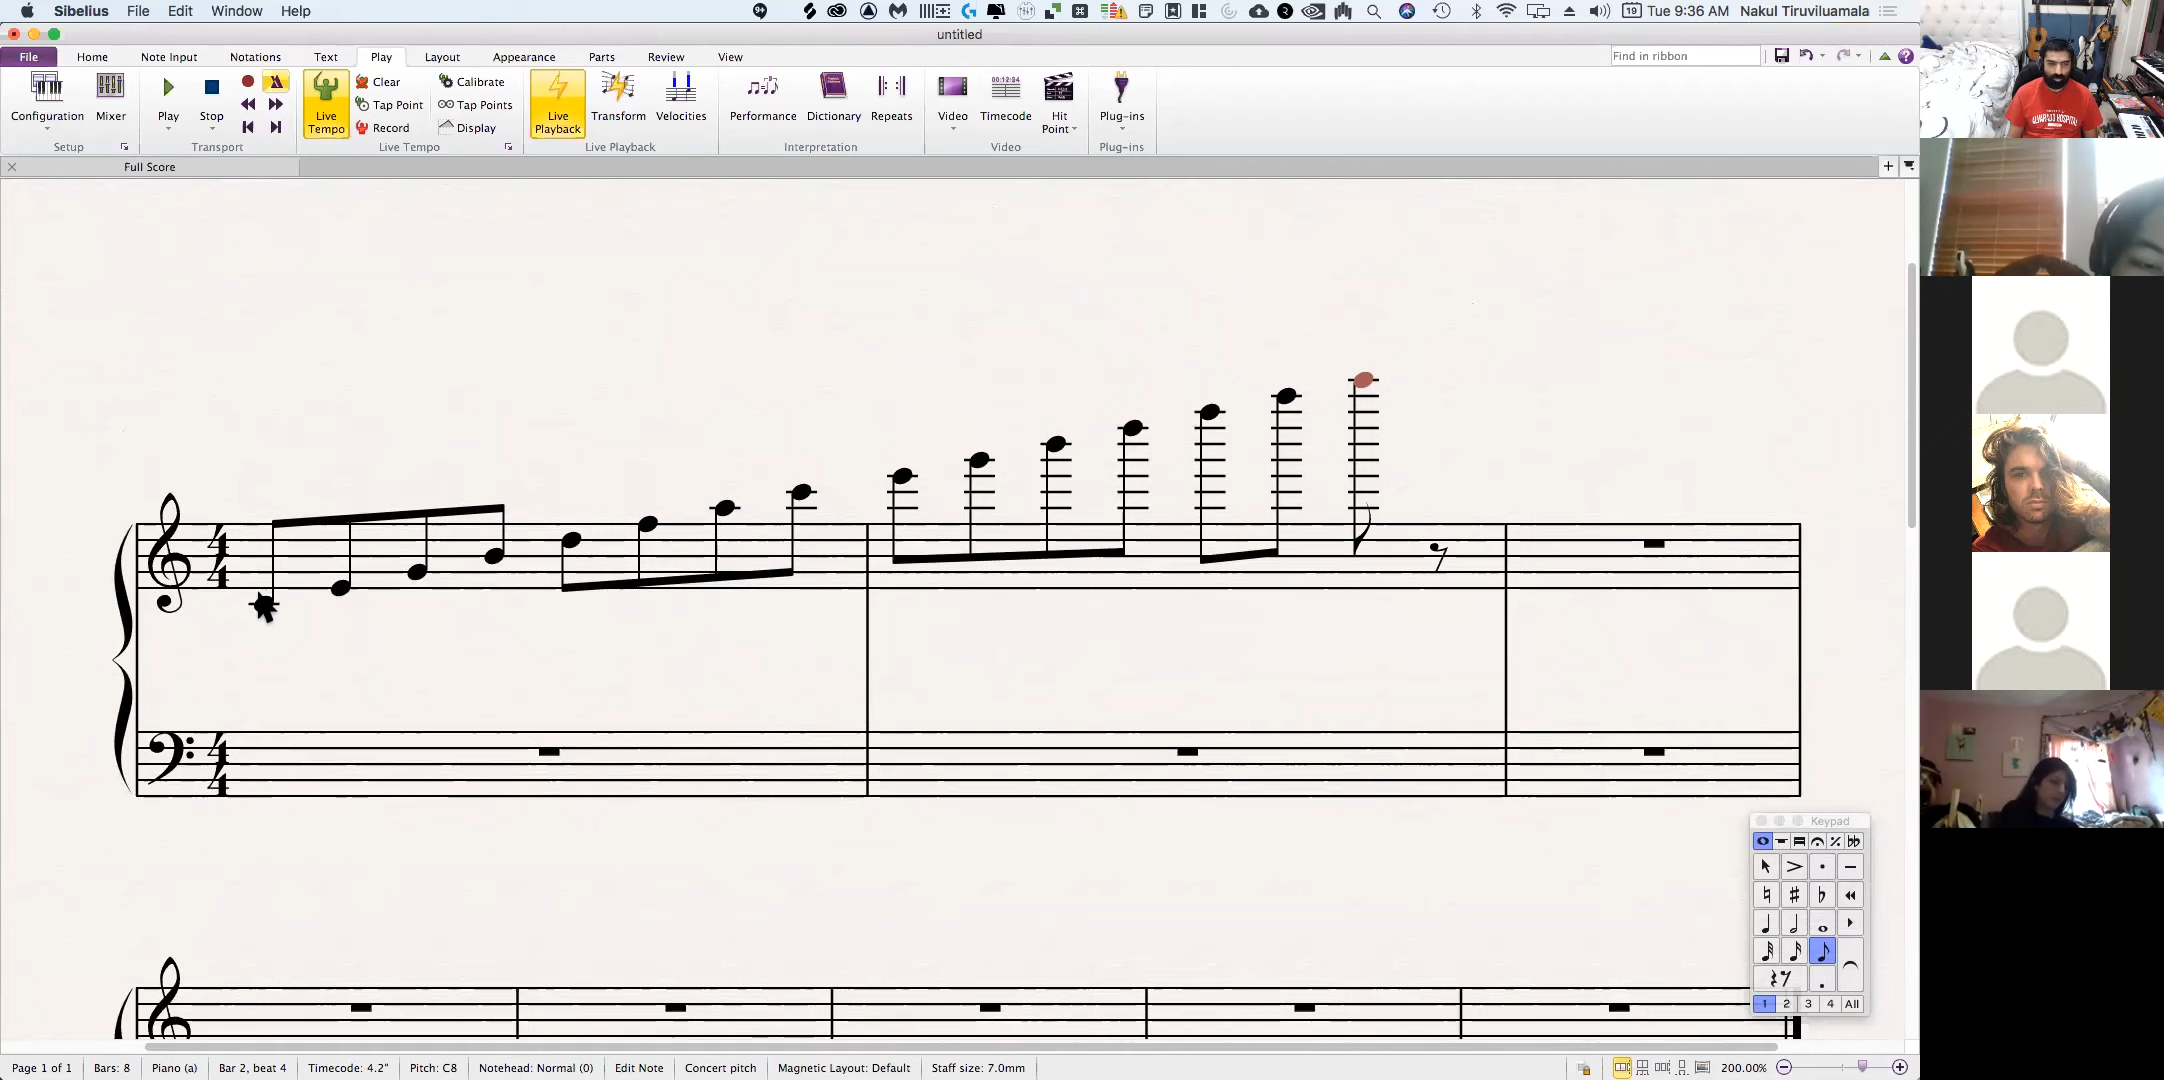 Sibelius File Edit Window Help Tue 9:36 AM Nakul Tiruviluamala
untitled
File Home Note Input Notations Text Play Layout Appearance Parts Review View Find in ribbon
Configuration Mixer Play Stop Live Tempo Clear Tap Point Record Calibrate Tap Points Display Live Playback Transform Velocities Performance Dictionary Repeats Video Timecode Hit Point Plug-ins
Setup Transport Live Tempo Live Playback Interpretation Video Plug-ins
Full Score
ALVARADO HOSPITAL
Keypad
1 2 3 4 All
Page 1 of 1 Bars: 8 Piano (a) Bar 2, beat 4 Timecode: 4.2" Pitch: C8 Notehead: Normal (0) Edit Note Concert pitch Magnetic Layout: Default Staff size: 7.0mm 200.00%